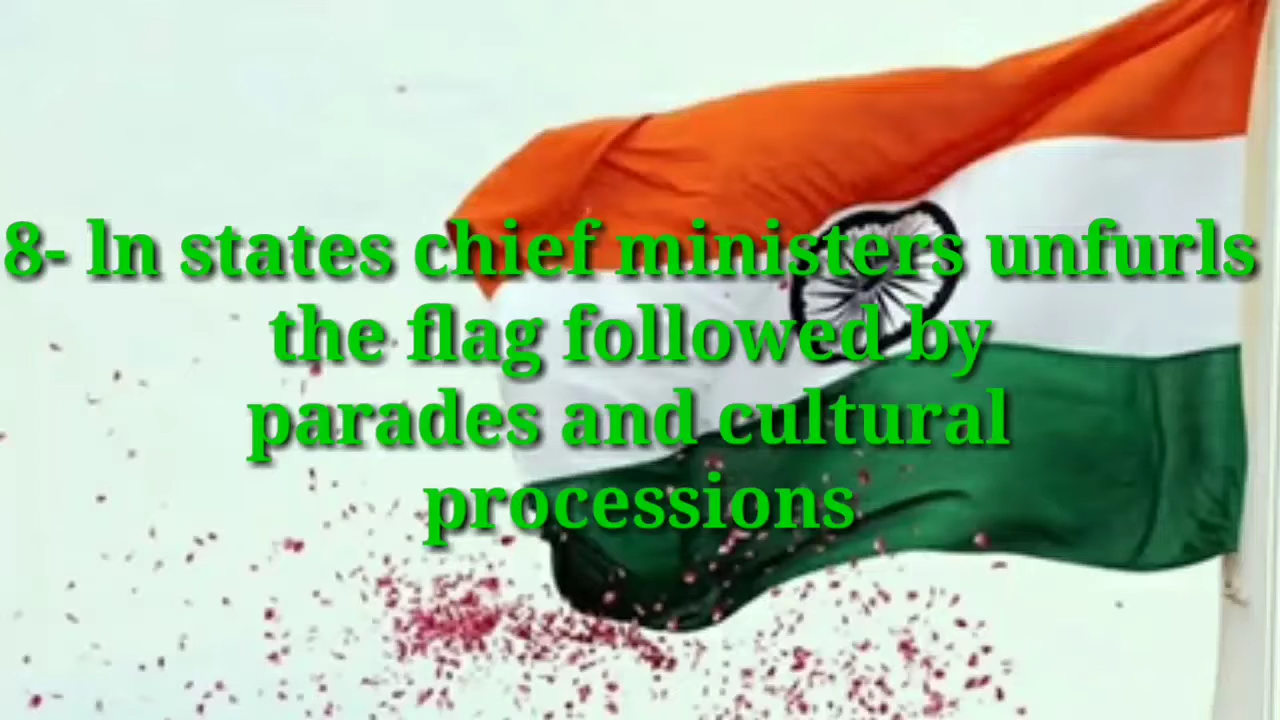 8- In states chief ministers unfurls
the flag followed by
parades and cultural
processions